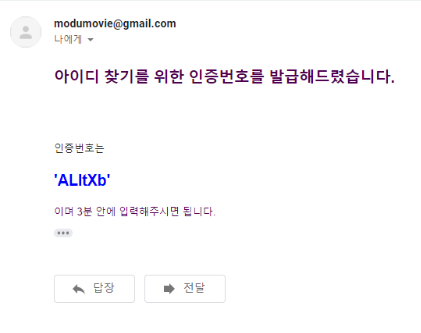 modumovie@gmail.com
나에게
아이디 찾기를 위한 인증번호를 발급해드렸습니다.
인증번호는
'ALltXb'
이며 3분 안에 입력해주시면 됩니다.
답장 전달